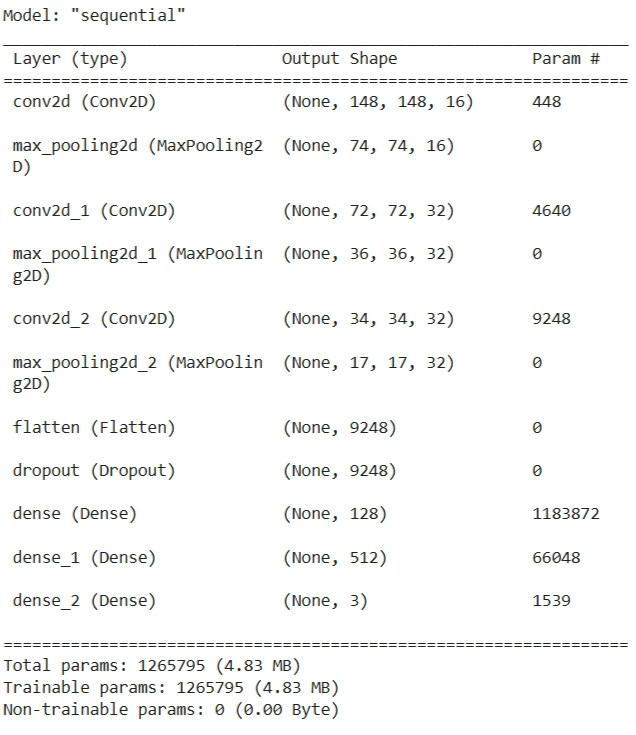 Model: "sequential"
Layer (type) Output Shape Param #
conv2d (Conv2D) (None, 148, 148, 16) 448
max_pooling2d (MaxPooling2 (None, 74, 74, 16) 0
D)
conv2d_1 (Conv2D) (None, 72, 72, 32) 4640
max_pooling2d_1 (MaxPoolin (None, 36, 36, 32) 0
g2D)
conv2d_2 (Conv2D) (None, 34, 34, 32) 9248
max_pooling2d_2 (MaxPoolin (None, 17, 17, 32) 0
g2D)
flatten (Flatten) (None, 9248) 0
dropout (Dropout) (None, 9248) 0
dense (Dense) (None, 128) 1183872
dense_1 (Dense) (None, 512) 66048
dense_2 (Dense) (None, 3) 1539
Total params: 1265795 (4.83 MB)
Trainable params: 1265795 (4.83 MB)
Non-trainable params: 0 (0.00 Byte)